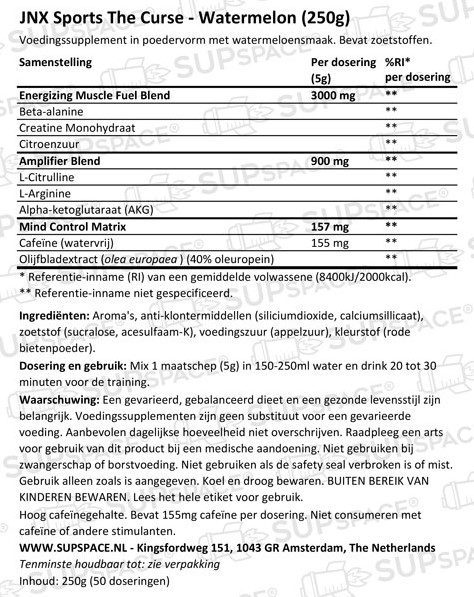 JNX Sports The Curse - Watermelon (250g)
Voedingssupplement in poedervorm met watermeloensmaak. Bevat zoetstoffen.
Samenstelling Per dosering %RI*
(5g) per dosering
Energizing Muscle Fuel Blend 3000 mg **
Beta-alanine **
Creatine Monohydraat **
Citroenzuur **
Amplifier Blend 900 mg **
L-Citrulline **
L-Arginine **
Alpha-ketoglutaraat (AKG) **
Mind Control Matrix 157 mg **
Cafeïne (watervrij) 155 mg **
Olijfbladextract (olea europaea ) (40% oleuropein) **
* Referentie-inname (RI) van een gemiddelde volwassene (8400kJ/2000kcal).
** Referentie-inname niet gespecificeerd.
Ingrediënten: Aroma's, anti-klontermiddelen (siliciumdioxide, calciumsillicaat),
zoetstof (sucralose, acesulfaam-K), voedingszuur (appelzuur), kleurstof (rode
bietenpoeder).
Dosering en gebruik: Mix 1 maatschep (5g) in 150-250ml water en drink 20 tot 30
minuten voor de training.
Waarschuwing: Een gevarieerd, gebalanceerd dieet en een gezonde levensstijl zijn
belangrijk. Voedingssupplementen zijn geen substituut voor een gevarieerde
voeding. Aanbevolen dagelijkse hoeveelheid niet overschrijven. Raadpleeg een arts
voor gebruik van dit product bij een medische aandoening. Niet gebruiken bij
zwangerschap of borstvoeding. Niet gebruiken als de safety seal verbroken is of mist.
Gebruik alleen zoals is aangegeven. Koel en droog bewaren. BUITEN BEREIK VAN
KINDEREN BEWAREN. Lees het hele etiket voor gebruik.
Hoog cafeïnegehalte. Bevat 155mg cafeïne per dosering. Niet consumeren met
cafeïne of andere stimulanten.
WWW.SUPSPACE.NL - Kingsfordweg 151, 1043 GR Amsterdam, The Netherlands
Tenminste houdbaar tot: zie verpakking
Inhoud: 250g (50 doseringen)